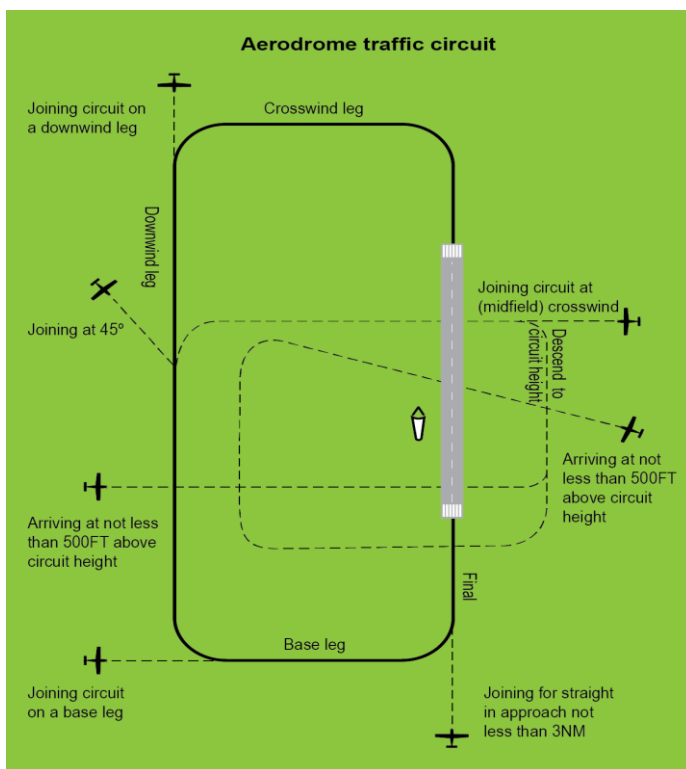 Aerodrome traffic circuit
Joining circuit on
a downwind leg
Crosswind leg
Downwind leg
Joining circuit at
(midfield) crosswind
Joining at 45°
Descend to
circuit height
Arriving at not
less than 500FT
above circuit
height
Arriving at not less
than 500FT above
circuit height
Final
Base leg
Joining circuit
on a base leg
Joining for straight
in approach not
less than 3NM